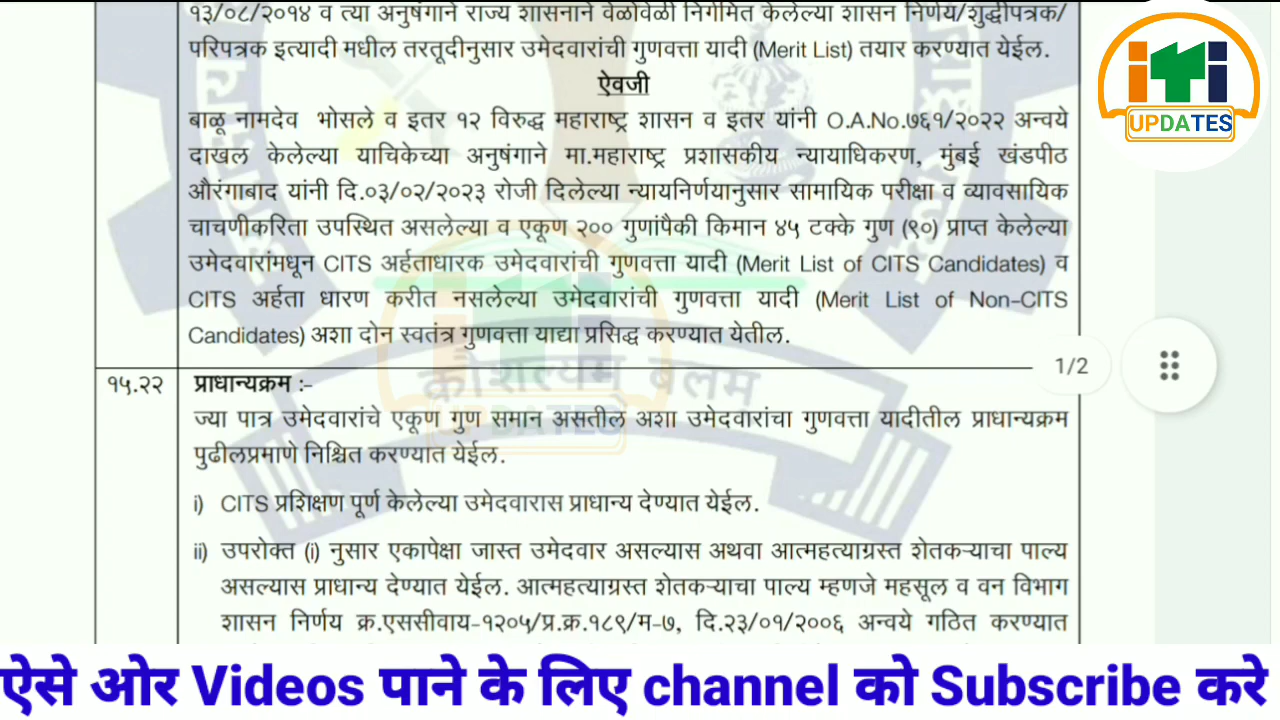 १३/०८/२०१४ व त्या अनुषंगाने राज्य शासनाने वेळोवेळी निर्गमित केलेल्या शासन निर्णय/शुद्धीपत्रक/
परिपत्रक इत्यादी मधील तरतूदीनुसार उमेदवारांची गुणवत्ता यादी (Merit List) तयार करण्यात येईल.
ऐवजी
बाळू नामदेव भोसले व इतर १२ विरुद्ध महाराष्ट्र शासन व इतर यांनी O.A.No.७६१/२०२२ अन्वये
दाखल केलेल्या याचिकेच्या अनुषंगाने मा.महाराष्ट्र प्रशासकीय न्यायाधिकरण, मुंबई खंडपीठ
औरंगाबाद यांनी दि.०३/०२/२०२३ रोजी दिलेल्या न्यायनिर्णयानुसार सामायिक परीक्षा व व्यावसायिक
चाचणीकरिता उपस्थित असलेल्या व एकूण २०० गुणांपैकी किमान ४५ टक्के गुण (९०) प्राप्त केलेल्या
उमेदवारांमधून CITS अर्हताधारक उमेदवारांची गुणवत्ता यादी (Merit List of CITS Candidates) व
CITS अर्हता धारण करीत नसलेल्या उमेदवारांची गुणवत्ता यादी (Merit List of Non-CITS
Candidates) अशा दोन स्वतंत्र गुणवत्ता याद्या प्रसिद्ध करण्यात येतील.
१५.२२ प्राधान्यक्रम :-
ज्या पात्र उमेदवारांचे एकूण गुण समान असतील अशा उमेदवारांचा गुणवत्ता यादीतील प्राधान्यक्रम
पुढीलप्रमाणे निश्चित करण्यात येईल.
i) CITS प्रशिक्षण पूर्ण केलेल्या उमेदवारास प्राधान्य देण्यात येईल.
ii) उपरोक्त (i) नुसार एकापेक्षा जास्त उमेदवार असल्यास अथवा आत्महत्याग्रस्त शेतकऱ्याचा पाल्य
असल्यास प्राधान्य देण्यात येईल. आत्महत्याग्रस्त शेतकऱ्याचा पाल्य म्हणजे महसूल व वन विभाग
शासन निर्णय क्र.एससीवाय-१२०५/प्र.क्र.१८९/म-७, दि.२३/०१/२००६ अन्वये गठित करण्यात
iTi
UPDATES
1/2
कौशल्यम् बलम्
UPDATES
ऐसे ओर Videos पाने के लिए channel को Subscribe करे